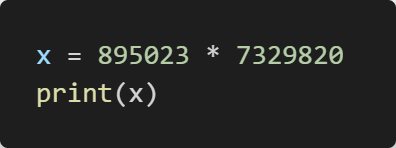 x = 895023 * 7329820
print(x)